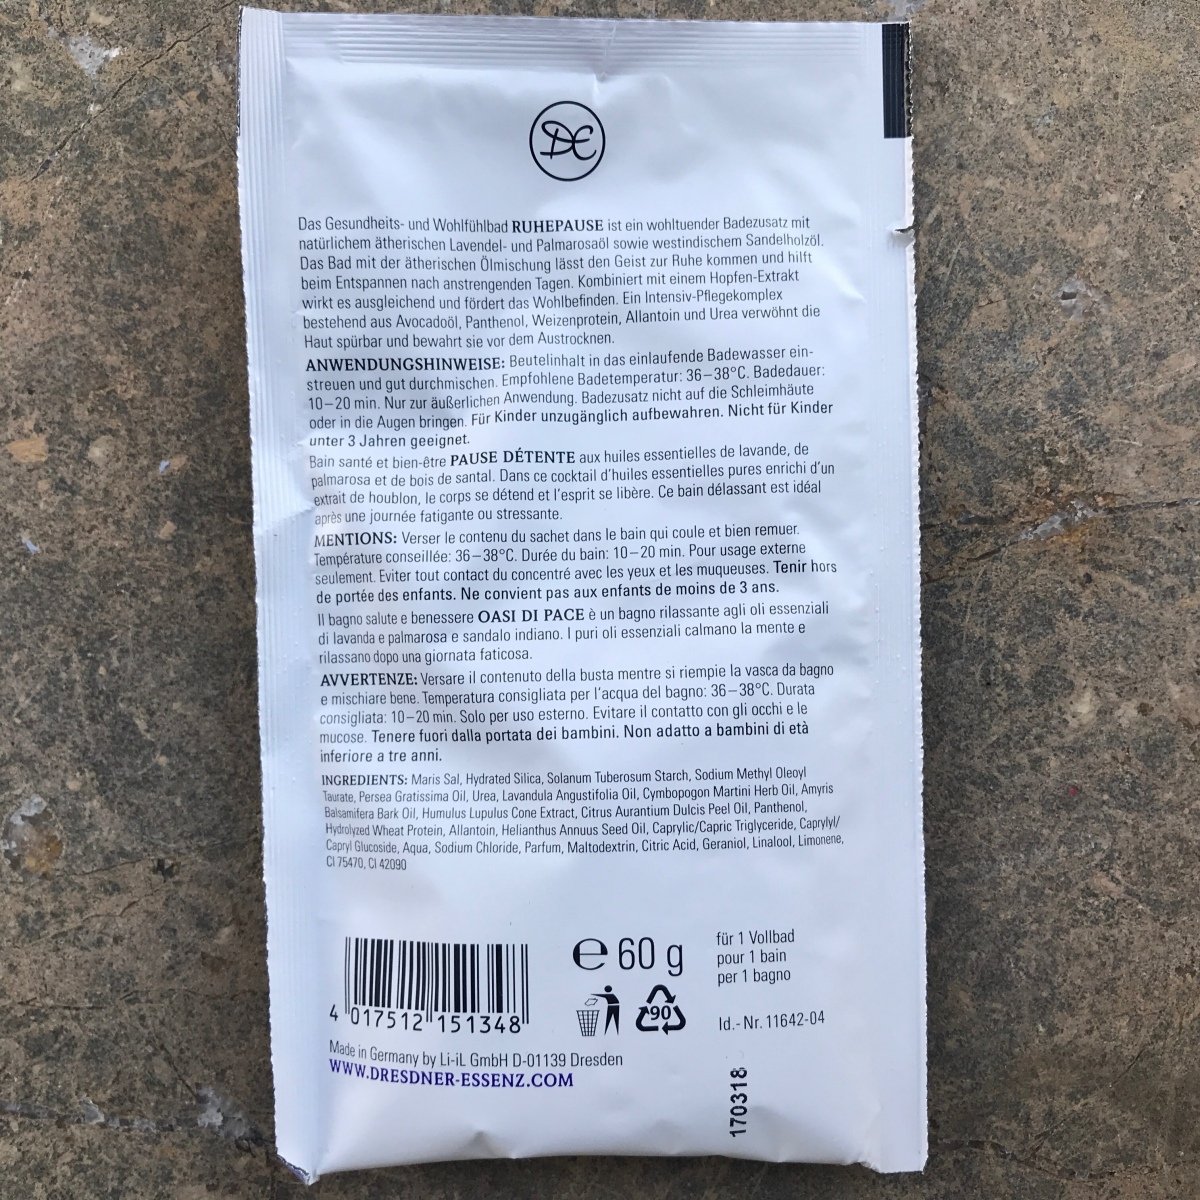 DE
Das Gesundheits- und Wohlfühlbad RUHEPAUSE ist ein wohltuender Badezusatz mit
natürlichem ätherischen Lavendel- und Palmarosaöl sowie westindischem Sandelholzöl.
Das Bad mit der ätherischen Ölmischung lässt den Geist zur Ruhe kommen und hilft
beim Entspannen nach anstrengenden Tagen. Kombiniert mit einem Hopfen-Extrakt
wirkt es ausgleichend und fördert das Wohlbefinden. Ein Intensiv-Pflegekomplex
bestehend aus Avocadoöl, Panthenol, Weizenprotein, Allantoin und Urea verwöhnt die
Haut spürbar und bewahrt sie vor dem Austrocknen.
ANWENDUNGSHINWEISE: Beutelinhalt in das einlaufende Badewasser ein-
streuen und gut durchmischen. Empfohlene Badetemperatur: 36–38°C. Badedauer:
10–20 min. Nur zur äußerlichen Anwendung. Badezusatz nicht auf die Schleimhäute
oder in die Augen bringen. Für Kinder unzugänglich aufbewahren. Nicht für Kinder
unter 3 Jahren geeignet.
Bain santé et bien-être PAUSE DÉTENTE aux huiles essentielles de lavande, de
palmarosa et de bois de santal. Dans ce cocktail d'huiles essentielles pures enrichi d'un
extrait de houblon, le corps se détend et l'esprit se libère. Ce bain délassant est idéal
après une journée fatigante ou stressante.
MENTIONS: Verser le contenu du sachet dans le bain qui coule et bien remuer.
Température conseillée: 36–38°C. Durée du bain: 10–20 min. Pour usage externe
seulement. Eviter tout contact du concentré avec les yeux et les muqueuses. Tenir hors
de portée des enfants. Ne convient pas aux enfants de moins de 3 ans.
Il bagno salute e benessere OASI DI PACE è un bagno rilassante agli oli essenziali
di lavanda e palmarosa e sandalo indiano. I puri oli essenziali calmano la mente e
rilassano dopo una giornata faticosa.
AVVERTENZE: Versare il contenuto della busta mentre si riempie la vasca da bagno
e mischiare bene. Temperatura consigliata per l'acqua del bagno: 36–38°C. Durata
consigliata: 10–20 min. Solo per uso esterno. Evitare il contatto con gli occhi e le
mucose. Tenere fuori dalla portata dei bambini. Non adatto a bambini di età
inferiore a tre anni.
INGREDIENTS: Maris Sal, Hydrated Silica, Solanum Tuberosum Starch, Sodium Methyl Oleoyl
Taurate, Persea Gratissima Oil, Urea, Lavandula Angustifolia Oil, Cymbopogon Martini Herb Oil, Amyris
Balsamifera Bark Oil, Humulus Lupulus Cone Extract, Citrus Aurantium Dulcis Peel Oil, Panthenol,
Hydrolyzed Wheat Protein, Allantoin, Helianthus Annuus Seed Oil, Caprylic/Capric Triglyceride, Caprylyl/
Capryl Glucoside, Aqua, Sodium Chloride, Parfum, Maltodextrin, Citric Acid, Geraniol, Linalool, Limonene,
CI 75470, CI 42090
4 017512 151348
e 60 g
90
für 1 Vollbad
pour 1 bain
per 1 bagno
Id.-Nr. 11642-04
Made in Germany by Li-iL GmbH D-01139 Dresden
WWW.DRESDNER-ESSENZ.COM
170318